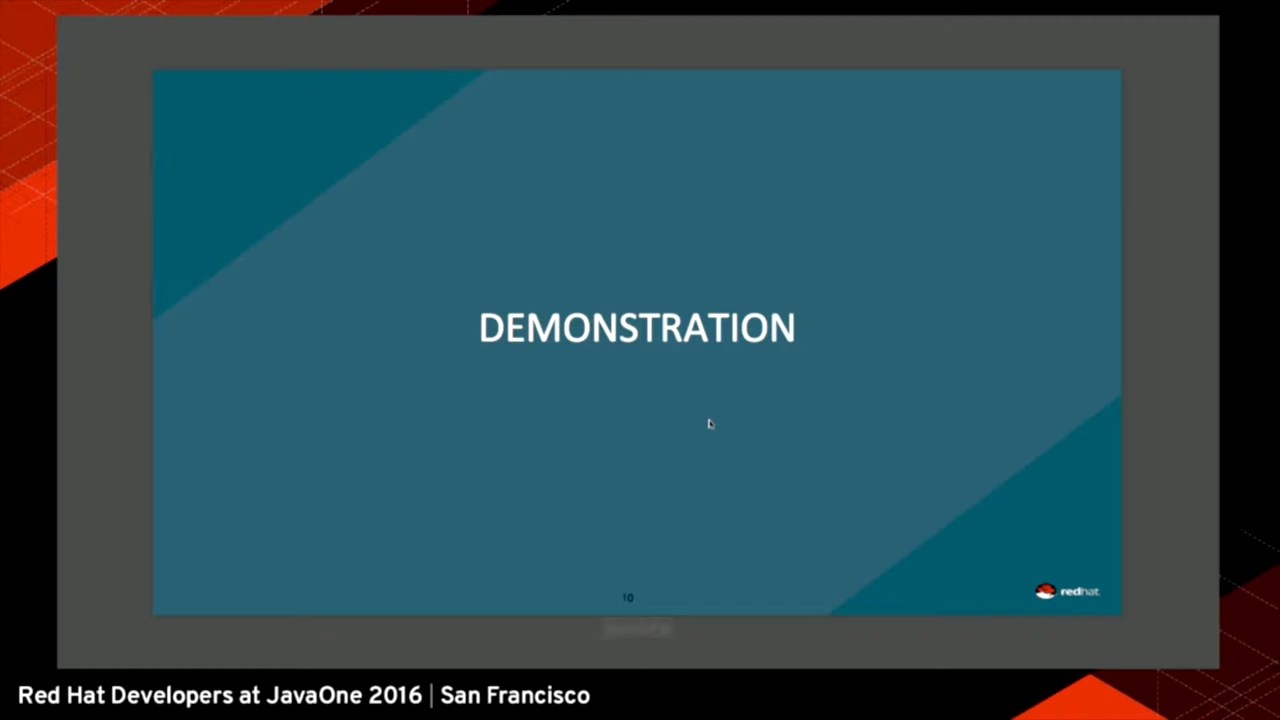 DEMONSTRATION
10
redhat.
Red Hat Developers at JavaOne 2016 | San Francisco